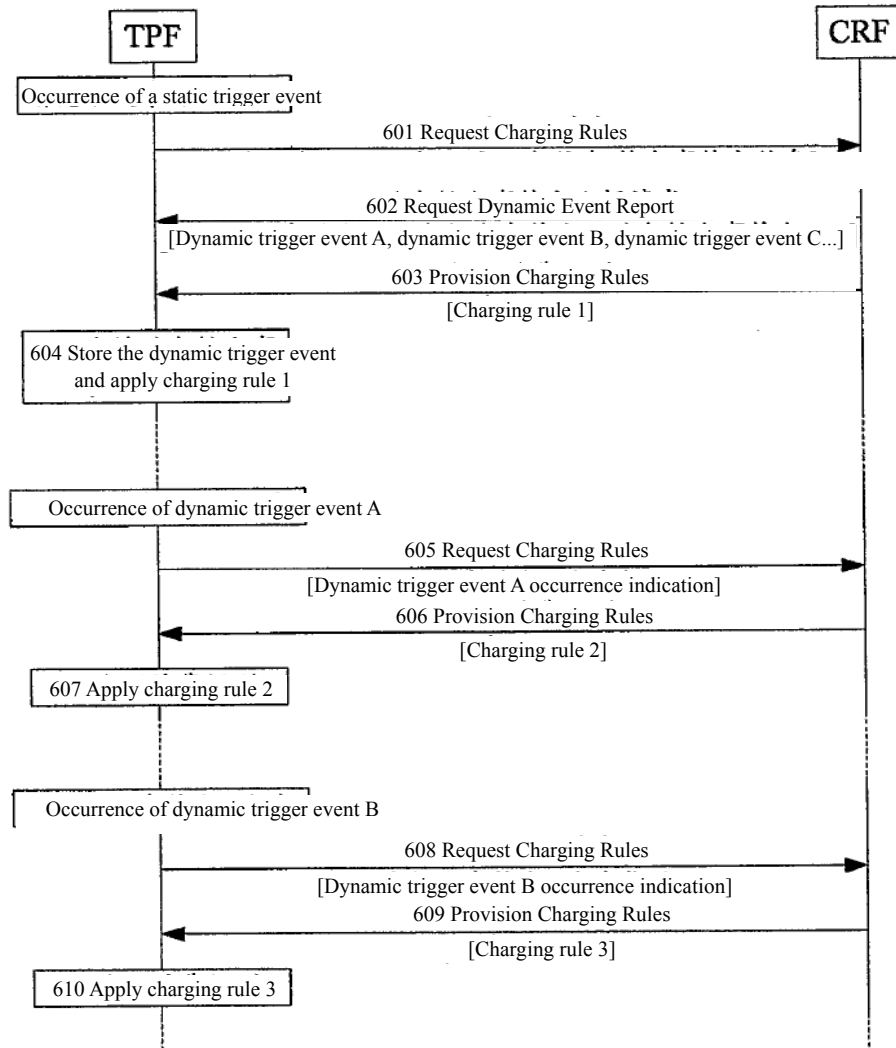 TPF
CRF
Occurrence of a static trigger event
601 Request Charging Rules
602 Request Dynamic Event Report
[Dynamic trigger event A, dynamic trigger event B, dynamic trigger event C...]
603 Provision Charging Rules
[Charging rule 1]
604 Store the dynamic trigger event
and apply charging rule 1
Occurrence of dynamic trigger event A
605 Request Charging Rules
[Dynamic trigger event A occurrence indication]
606 Provision Charging Rules
[Charging rule 2]
607 Apply charging rule 2
Occurrence of dynamic trigger event B
608 Request Charging Rules
[Dynamic trigger event B occurrence indication]
609 Provision Charging Rules
[Charging rule 3]
610 Apply charging rule 3